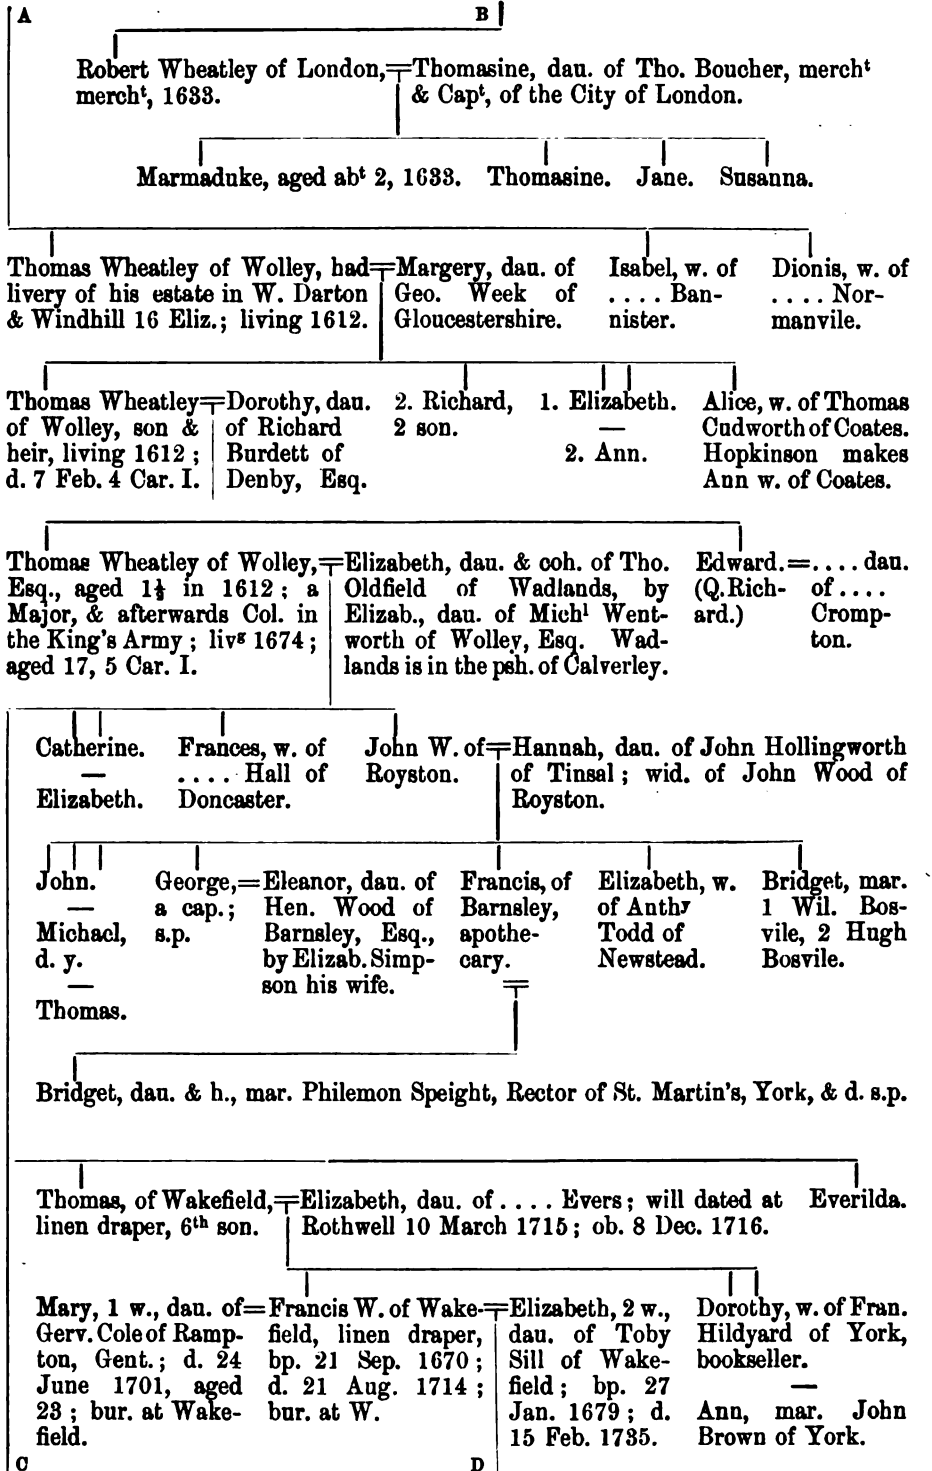 A
B
Robert Wheatley of London,
mercht, 1633.
Thomasine, dau. of Tho. Boucher, mercht
& Capt, of the City of London.
Marmaduke, aged abt 2, 1633.
Thomasine.
Jane.
Susanna.
Thomas Wheatley of Wolley, had
livery of his estate in W. Darton
& Windhill 16 Eliz.; living 1612.
Margery, dau. of
Geo. Week of
Gloucestershire.
Isabel, w. of
.... Ban-
nister.
Dionis, w. of
.... Nor-
manvile.
Thomas Wheatley
of Wolley, son &
heir, living 1612;
d. 7 Feb. 4 Car. I.
Dorothy, dau.
of Richard
Burdett of
Denby, Esq.
2. Richard,
2 son.
1. Elizabeth.
—
2. Ann.
Alice, w. of Thomas
Cudworth of Coates.
Hopkinson makes
Ann w. of Coates.
Thomas Wheatley of Wolley,
Esq., aged 1½ in 1612; a
Major, & afterwards Col. in
the King's Army; livg 1674;
aged 17, 5 Car. I.
Elizabeth, dau. & coh. of Tho.
Oldfield of Wadlands, by
Elizab., dau. of Michl Went-
worth of Wolley, Esq. Wad-
lands is in the psh. of Calverley.
Edward.
(Q. Rich-
ard.)
=.... dau.
of ....
Cromp-
ton.
Catherine.
—
Elizabeth.
Frances, w. of
.... Hall of
Doncaster.
John W. of
Royston.
Hannah, dau. of John Hollingworth
of Tinsal; wid. of John Wood of
Royston.
John.
—
Michael,
d. y.
—
Thomas.
George,=
a cap.;
s.p.
Eleanor, dau. of
Hen. Wood of
Barnsley, Esq.,
by Elizab. Simp-
son his wife.
Francis, of
Barnsley,
apothe-
cary.
Elizabeth, w.
of Anthy
Todd of
Newstead.
Bridget, mar.
1 Wil. Bos-
vile, 2 Hugh
Bosvile.
Bridget, dau. & h., mar. Philemon Speight, Rector of St. Martin's, York, & d. s.p.
Thomas, of Wakefield,
linen draper, 6th son.
Elizabeth, dau. of .... Evers; will dated at
Rothwell 10 March 1715; ob. 8 Dec. 1716.
Everilda.
Mary, 1 w., dau. of=
Gerv. Cole of Ramp-
ton, Gent.; d. 24
June 1701, aged
23; bur. at Wake-
field.
Francis W. of Wake-
field, linen draper,
bp. 21 Sep. 1670;
d. 21 Aug. 1714;
bur. at W.
Elizabeth, 2 w.,
dau. of Toby
Sill of Wake-
field; bp. 27
Jan. 1679; d.
15 Feb. 1735.
Dorothy, w. of Fran.
Hildyard of York,
bookseller.
—
Ann, mar. John
Brown of York.
C
D